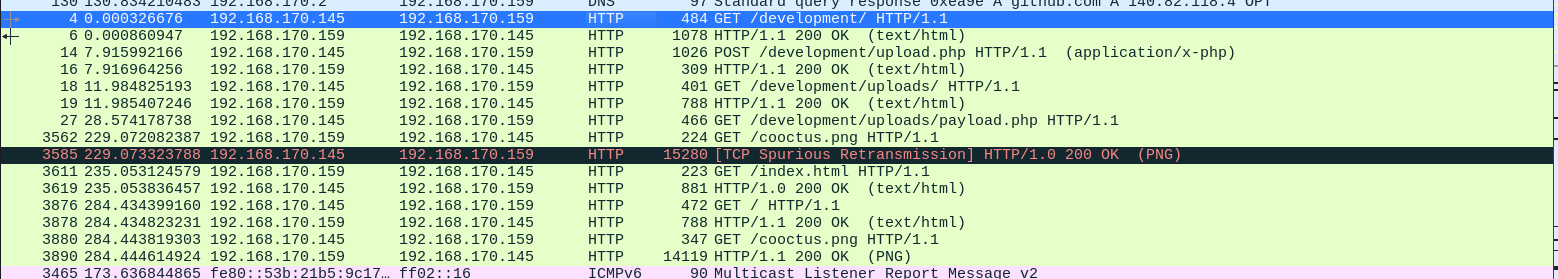 130 130.834210483 192.168.170.2 192.168.170.159 DNS 97 Standard query response 0xea9e A github.com A 140.82.118.4 OPT
4 0.000326676 192.168.170.145 192.168.170.159 HTTP 484 GET /development/ HTTP/1.1
6 0.000860947 192.168.170.159 192.168.170.145 HTTP 1078 HTTP/1.1 200 OK (text/html)
14 7.915992166 192.168.170.145 192.168.170.159 HTTP 1026 POST /development/upload.php HTTP/1.1 (application/x-php)
16 7.916964256 192.168.170.159 192.168.170.145 HTTP 309 HTTP/1.1 200 OK (text/html)
18 11.984825193 192.168.170.145 192.168.170.159 HTTP 401 GET /development/uploads/ HTTP/1.1
19 11.985407246 192.168.170.159 192.168.170.145 HTTP 788 HTTP/1.1 200 OK (text/html)
27 28.574178738 192.168.170.145 192.168.170.159 HTTP 466 GET /development/uploads/payload.php HTTP/1.1
3562 229.072082387 192.168.170.159 192.168.170.145 HTTP 224 GET /cooctus.png HTTP/1.1
3585 229.073323788 192.168.170.145 192.168.170.159 HTTP 15280 [TCP Spurious Retransmission] HTTP/1.0 200 OK (PNG)
3611 235.053124579 192.168.170.159 192.168.170.145 HTTP 223 GET /index.html HTTP/1.1
3619 235.053836457 192.168.170.145 192.168.170.159 HTTP 881 HTTP/1.0 200 OK (text/html)
3876 284.434399160 192.168.170.145 192.168.170.159 HTTP 472 GET / HTTP/1.1
3878 284.434823231 192.168.170.159 192.168.170.145 HTTP 788 HTTP/1.1 200 OK (text/html)
3880 284.443819303 192.168.170.145 192.168.170.159 HTTP 347 GET /cooctus.png HTTP/1.1
3890 284.444614924 192.168.170.159 192.168.170.145 HTTP 14119 HTTP/1.1 200 OK (PNG)
3465 173.636844865 fe80::53b:21b5:9c17… ff02::16 ICMPv6 90 Multicast Listener Report Message v2